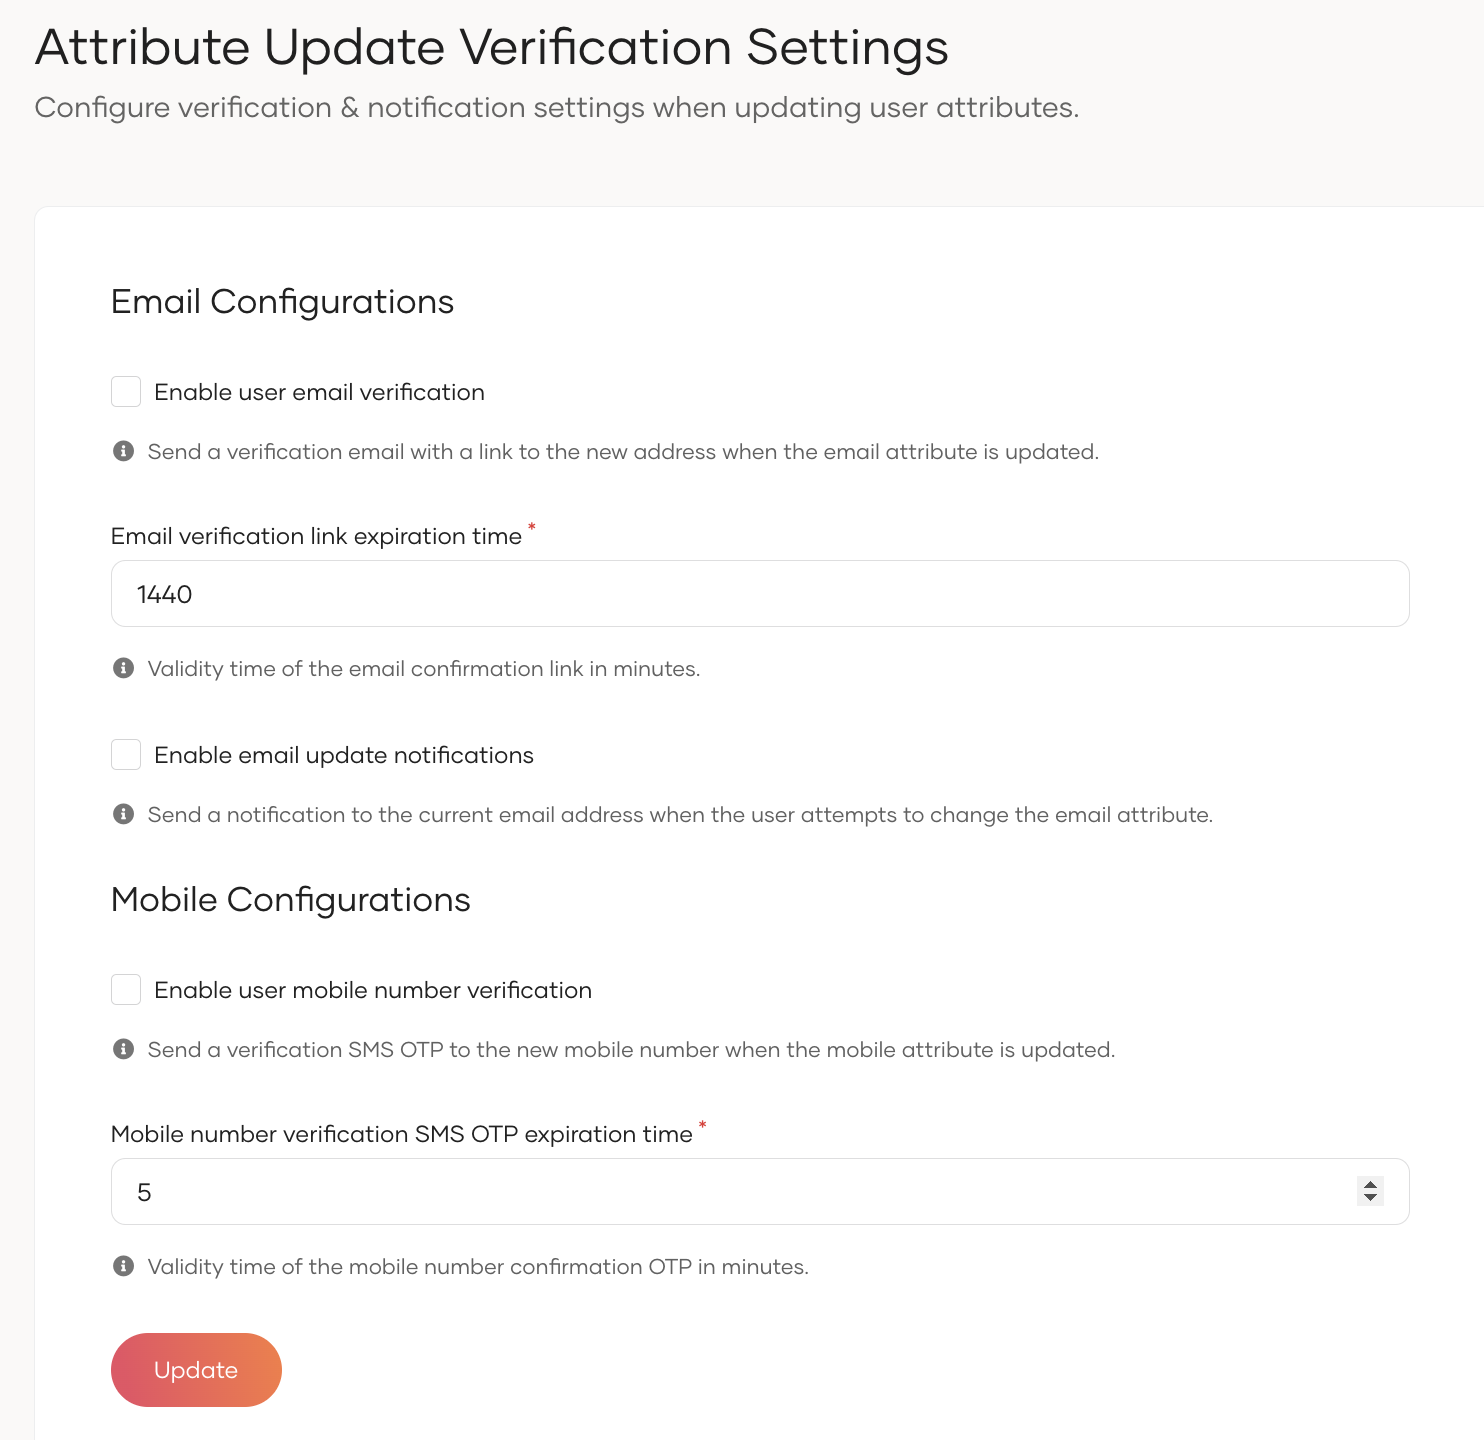 Attribute Update Verification Settings
Configure verification & notification settings when updating user attributes.
Email Configurations
Enable user email verification
Send a verification email with a link to the new address when the email attribute is updated.
Email verification link expiration time *
1440
Validity time of the email confirmation link in minutes.
Enable email update notifications
Send a notification to the current email address when the user attempts to change the email attribute.
Mobile Configurations
Enable user mobile number verification
Send a verification SMS OTP to the new mobile number when the mobile attribute is updated.
Mobile number verification SMS OTP expiration time *
5
Validity time of the mobile number confirmation OTP in minutes.
Update